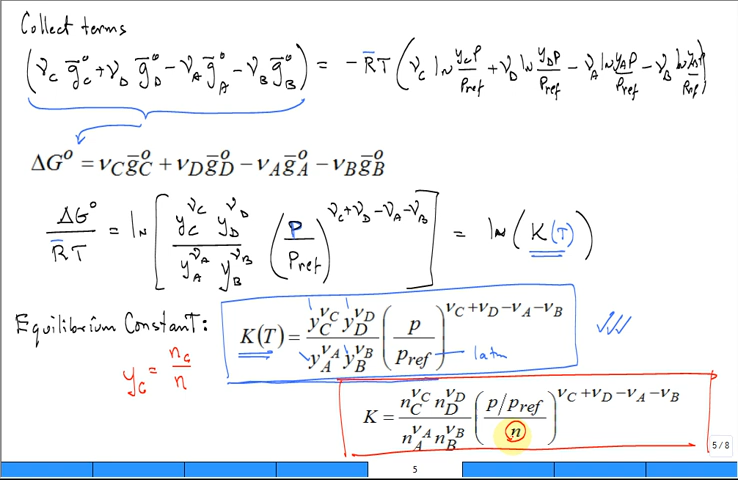 Collect terms
(ν_C ḡ°_C + ν_D ḡ°_D − ν_A ḡ°_A − ν_B ḡ°_B) = − R̄T (ν_C ln y_C P/P_ref + ν_D ln y_D P/P_ref − ν_A ln y_A P/P_ref − ν_B ln y_B P/P_ref)
ΔG° = ν_C ḡ°_C + ν_D ḡ°_D − ν_A ḡ°_A − ν_B ḡ°_B
ΔG°/R̄T = ln [ y_C^ν_C y_D^ν_D / y_A^ν_A y_B^ν_B (P/P_ref)^(ν_C+ν_D−ν_A−ν_B) ] = ln (K(T))
Equilibrium Constant: K(T) = y_C^ν_C y_D^ν_D / y_A^ν_A y_B^ν_B (p/p_ref)^(ν_C+ν_D−ν_A−ν_B)
1atm
y_C = n_C/n
K = n_C^ν_C n_D^ν_D / n_A^ν_A n_B^ν_B ((p/p_ref)/n)^(ν_C+ν_D−ν_A−ν_B)
5/8
5